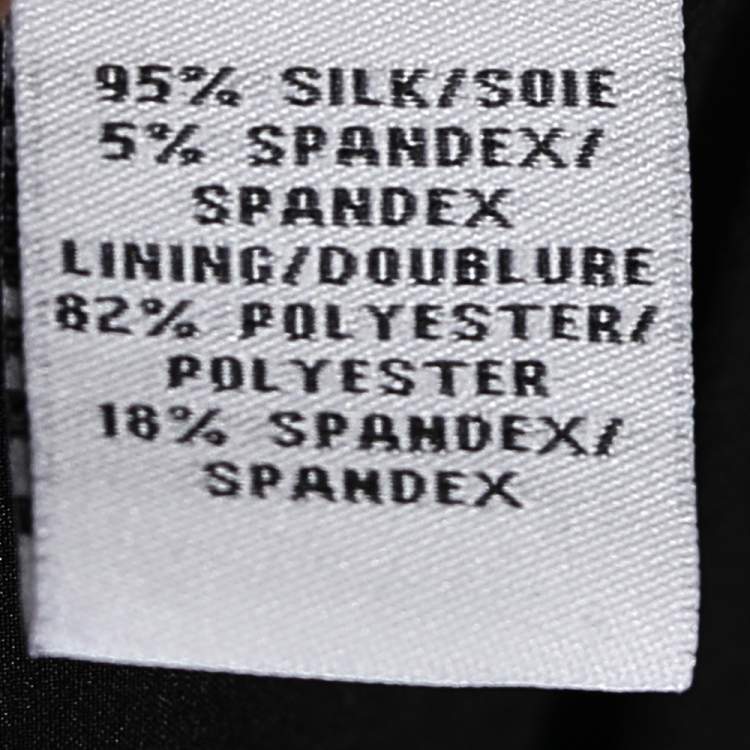 95% SILK/SOIE
5% SPANDEX/
SPANDEX
LINING/DOUBLURE
82% POLYESTER/
POLYESTER
18% SPANDEX/
SPANDEX